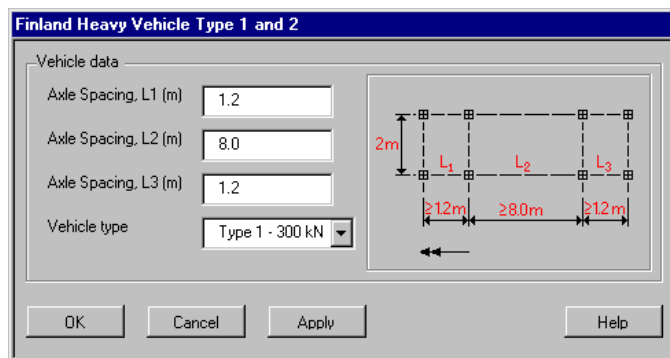 Finland Heavy Vehicle Type 1 and 2
Vehicle data
Axle Spacing, L1 (m) 1.2
Axle Spacing, L2 (m) 8.0
Axle Spacing, L3 (m) 1.2
Vehicle type Type 1 - 300 kN
2m
L₁ L₂ L₃
≥1.2m ≥8.0m ≥1.2m
OK Cancel Apply Help